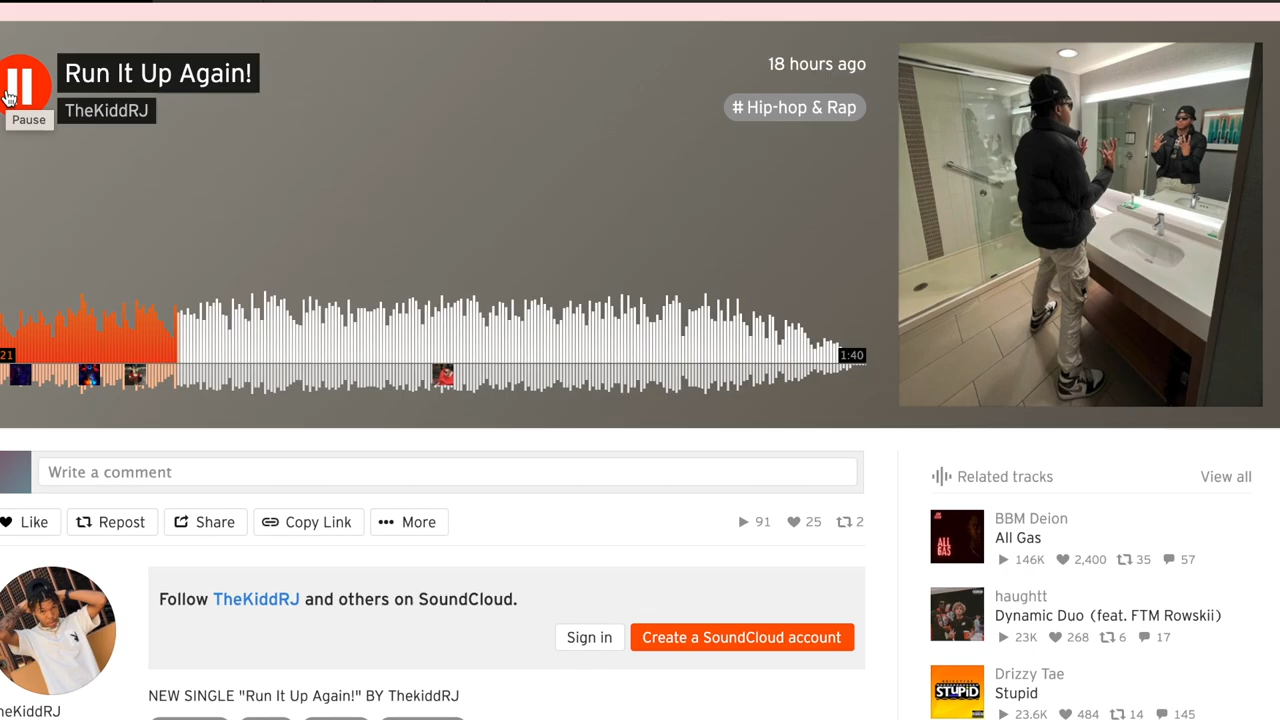 Run It Up Again!
TheKiddRJ
Pause
18 hours ago
# Hip-hop & Rap
21
1:40
Write a comment
Like
Repost
Share
Copy Link
••• More
91
25
2
Follow TheKiddRJ and others on SoundCloud.
Sign in
Create a SoundCloud account
NEW SINGLE "Run It Up Again!" BY ThekiddRJ
heKiddRJ
Related tracks
View all
ALL
GAS
BBM Deion
All Gas
146K
2,400
35
57
haughtt
Dynamic Duo (feat. FTM Rowskii)
23K
268
6
17
STUPID
Drizzy Tae
Stupid
23.6K
484
14
145